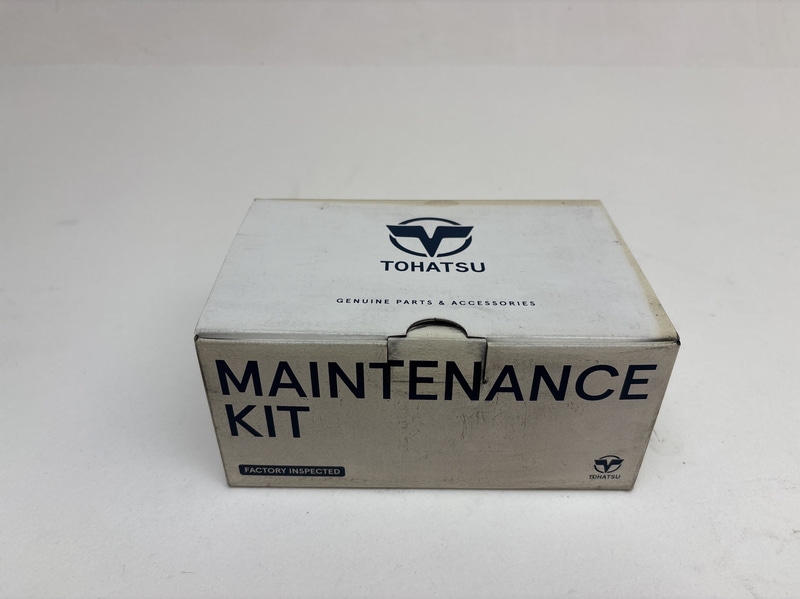 TOHATSU
GENUINE PARTS & ACCESSORIES
MAINTENANCE
KIT
FACTORY INSPECTED
TOHATSU